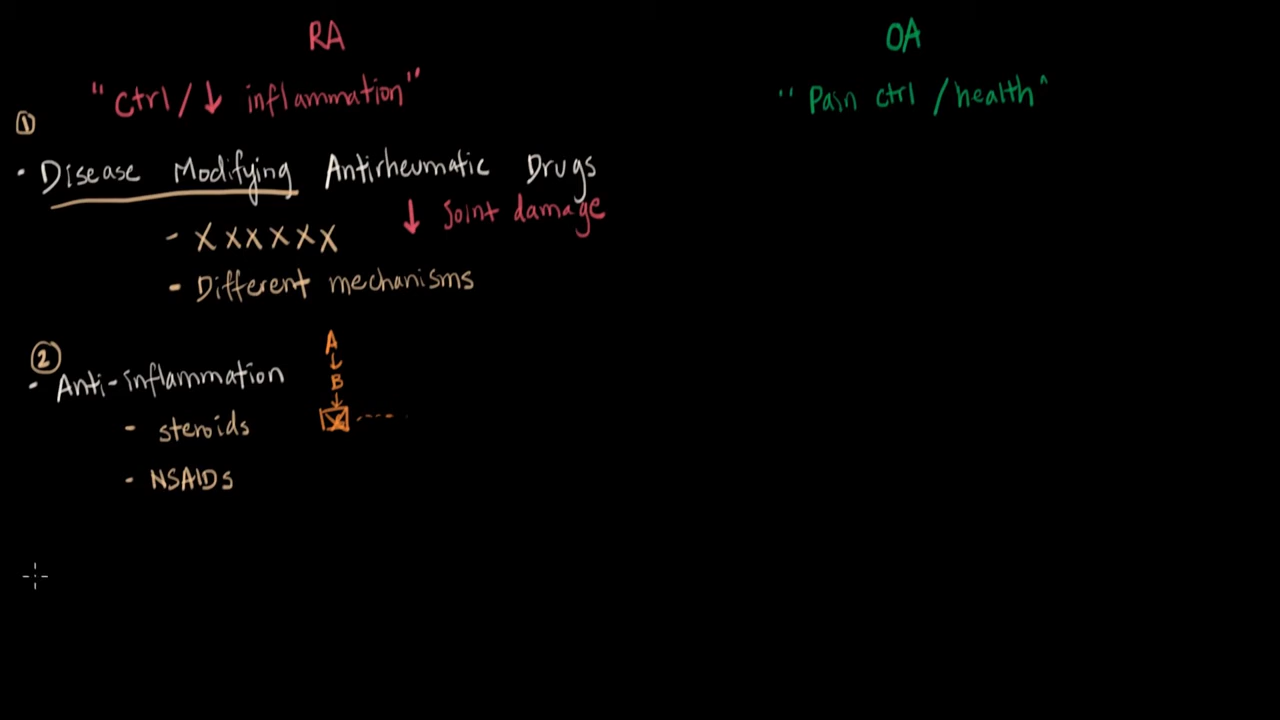 RA
OA
"Ctrl/↓ inflammation"
"Pain ctrl / health"
①
· Disease Modifying Antirheumatic Drugs
↓ Joint damage
- XXXXXX
- Different mechanisms
②
· Anti-inflammation
A
↓
B
↓
X
- steroids
- NSAIDs